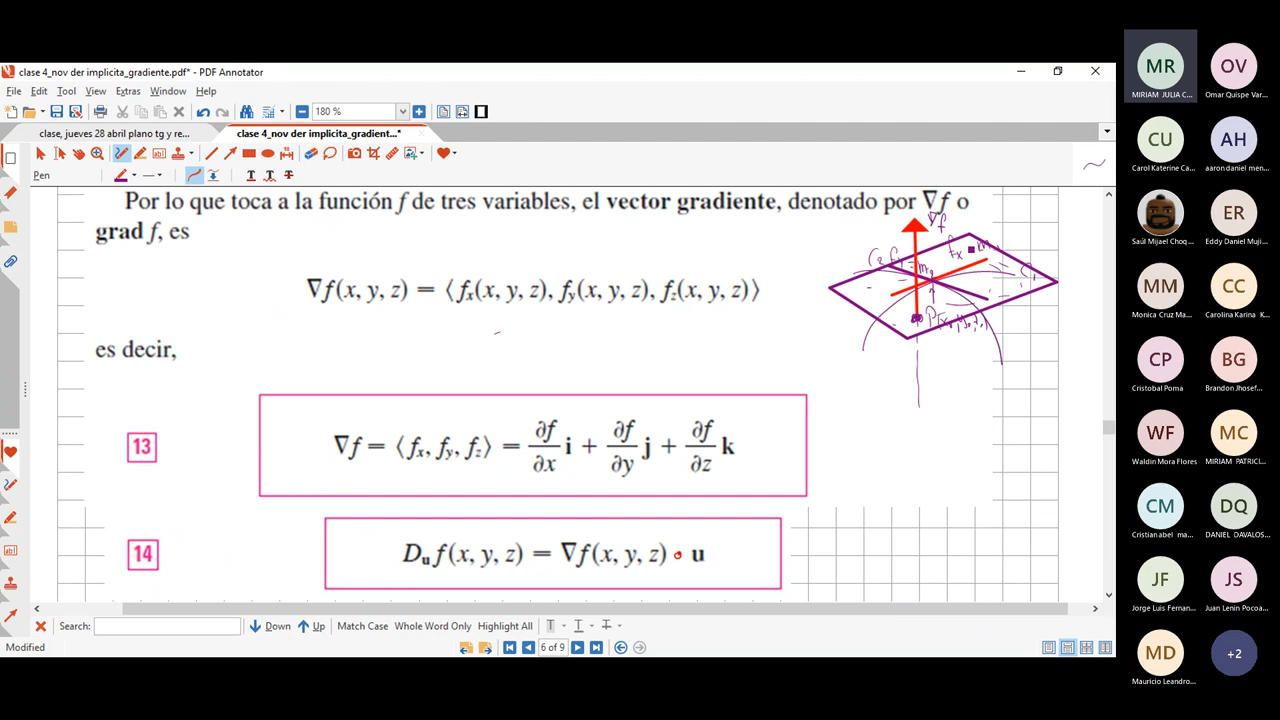 clase 4_nov der implicita_gradiente.pdf* - PDF Annotator
File Edit Tool View Extras Window Help
180 %
clase, jueves 28 abril plano tg y re...
clase 4_nov der implicita_gradient...*
Pen
Por lo que toca a la función f de tres variables, el vector gradiente, denotado por ∇f o
grad f, es
∇f
∇f(x, y, z) = ⟨ fx(x, y, z), fy(x, y, z), fz(x, y, z)⟩
es decir,
13
∇f = ⟨ fx, fy, fz ⟩ = ∂f/∂x i + ∂f/∂y j + ∂f/∂z k
14
Du f(x, y, z) = ∇f(x, y, z) • u
Search: Down Up Match Case Whole Word Only Highlight All
Modified
6 of 9
MR
MIRIAM JULIA C...
OV
Omar Quispe Var...
CU
Carol Katerine Ca...
AH
aaron daniel men...
Saúl Mijael Choq...
ER
Eddy Daniel Muji...
MM
Monica Cruz Ma...
CC
Carolina Karina K...
CP
Cristobal Poma
BG
Brandon Jhosef...
WF
Waldin Mora Flores
MC
MIRIAM PATRICI...
CM
Cristian abel ma...
DQ
DANIEL DAVALOS...
JF
Jorge Luis Fernan...
JS
Juan Lenin Pocoa...
MD
Mauricio Leandro...
+2